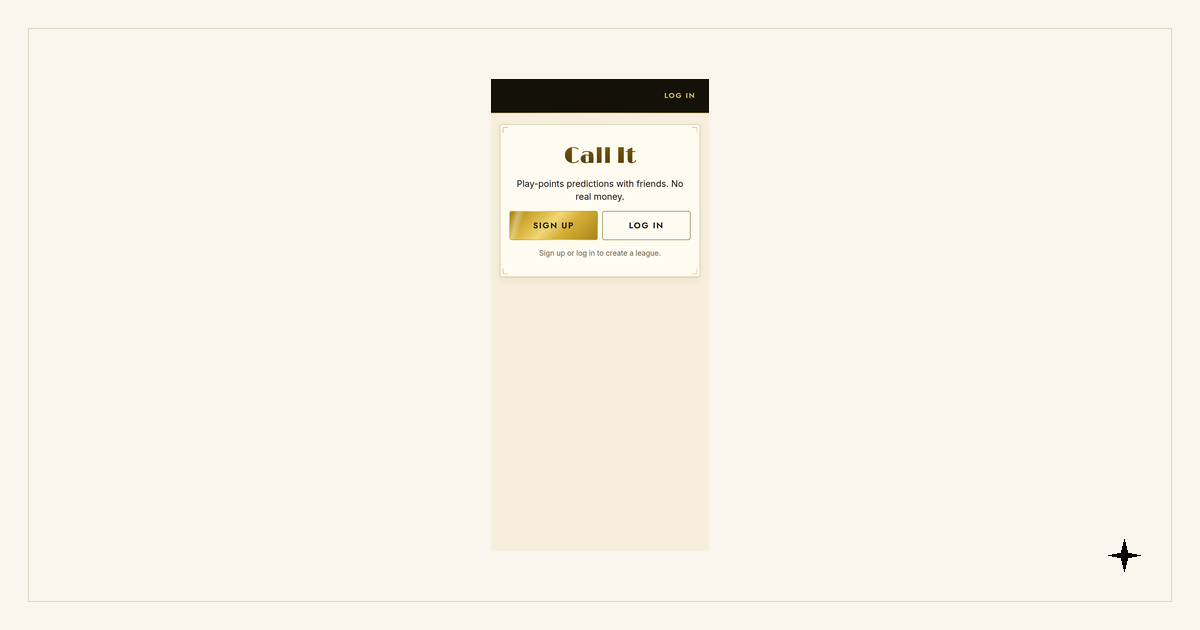 LOG IN
Call It
Play-points predictions with friends. No
real money.
SIGN UP
LOG IN
Sign up or log in to create a league.